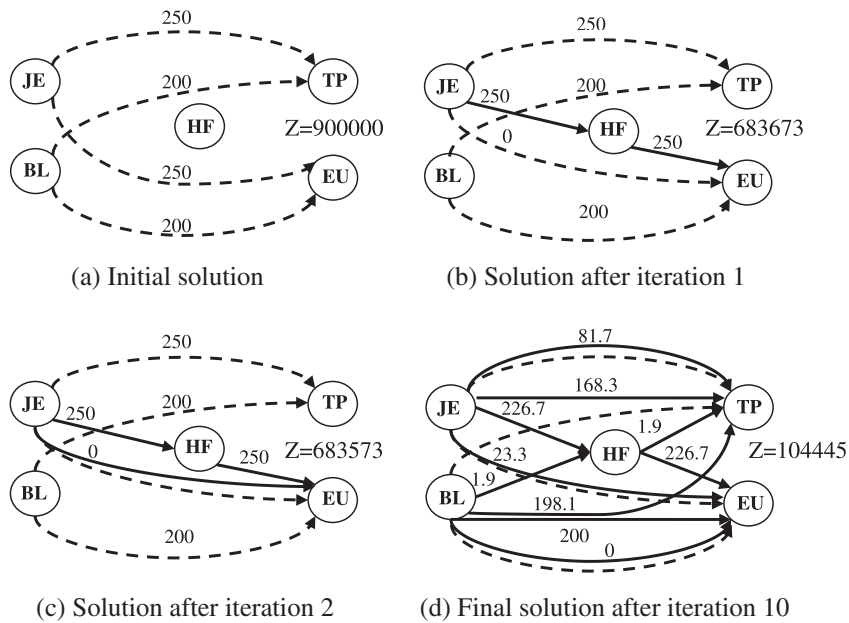 250
JE
200
TP
HF
Z=900000
BL
250
EU
200
(a) Initial solution
250
JE
200
TP
250
HF
Z=683673
0
250
BL
EU
200
(b) Solution after iteration 1
250
JE
200
TP
250
HF
250
Z=683573
0
BL
EU
200
(c) Solution after iteration 2
81.7
JE
168.3
TP
226.7
1.9
HF
Z=104445
23.3
226.7
1.9
BL
198.1
EU
200
0
(d) Final solution after iteration 10